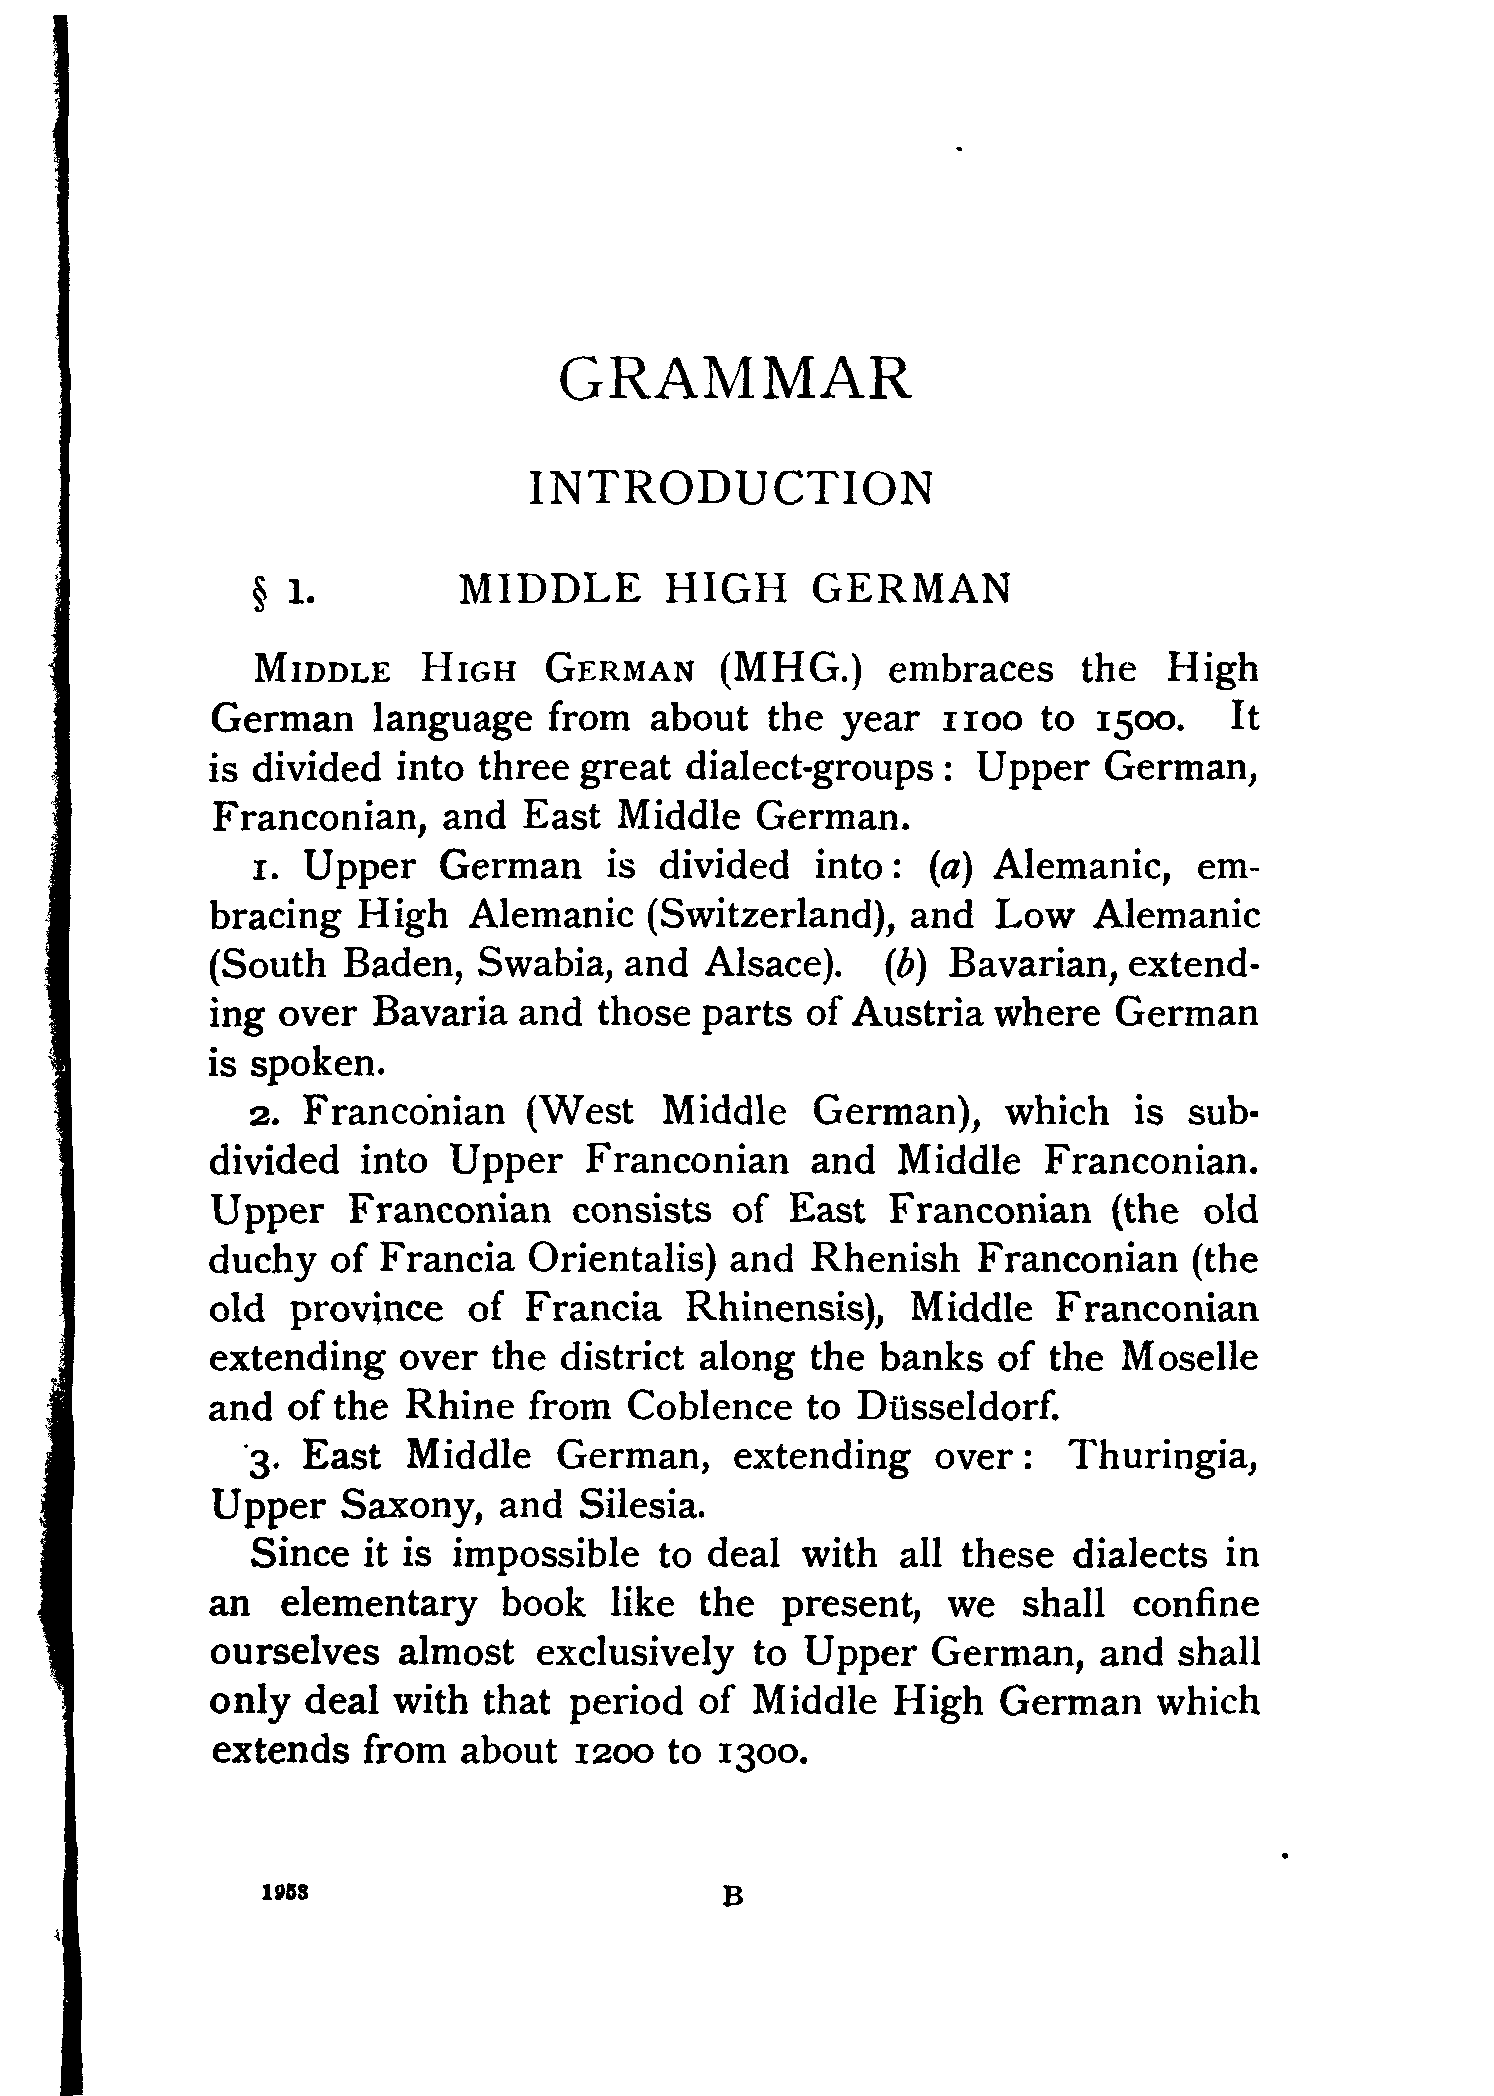 GRAMMAR
INTRODUCTION
§ 1. MIDDLE HIGH GERMAN
MIDDLE HIGH GERMAN (MHG.) embraces the High
German language from about the year 1100 to 1500. It
is divided into three great dialect-groups : Upper German,
Franconian, and East Middle German.
1. Upper German is divided into : (a) Alemanic, em-
bracing High Alemanic (Switzerland), and Low Alemanic
(South Baden, Swabia, and Alsace). (b) Bavarian, extend-
ing over Bavaria and those parts of Austria where German
is spoken.
2. Franconian (West Middle German), which is sub-
divided into Upper Franconian and Middle Franconian.
Upper Franconian consists of East Franconian (the old
duchy of Francia Orientalis) and Rhenish Franconian (the
old province of Francia Rhinensis), Middle Franconian
extending over the district along the banks of the Moselle
and of the Rhine from Coblence to Düsseldorf.
3. East Middle German, extending over : Thuringia,
Upper Saxony, and Silesia.
Since it is impossible to deal with all these dialects in
an elementary book like the present, we shall confine
ourselves almost exclusively to Upper German, and shall
only deal with that period of Middle High German which
extends from about 1200 to 1300.
B